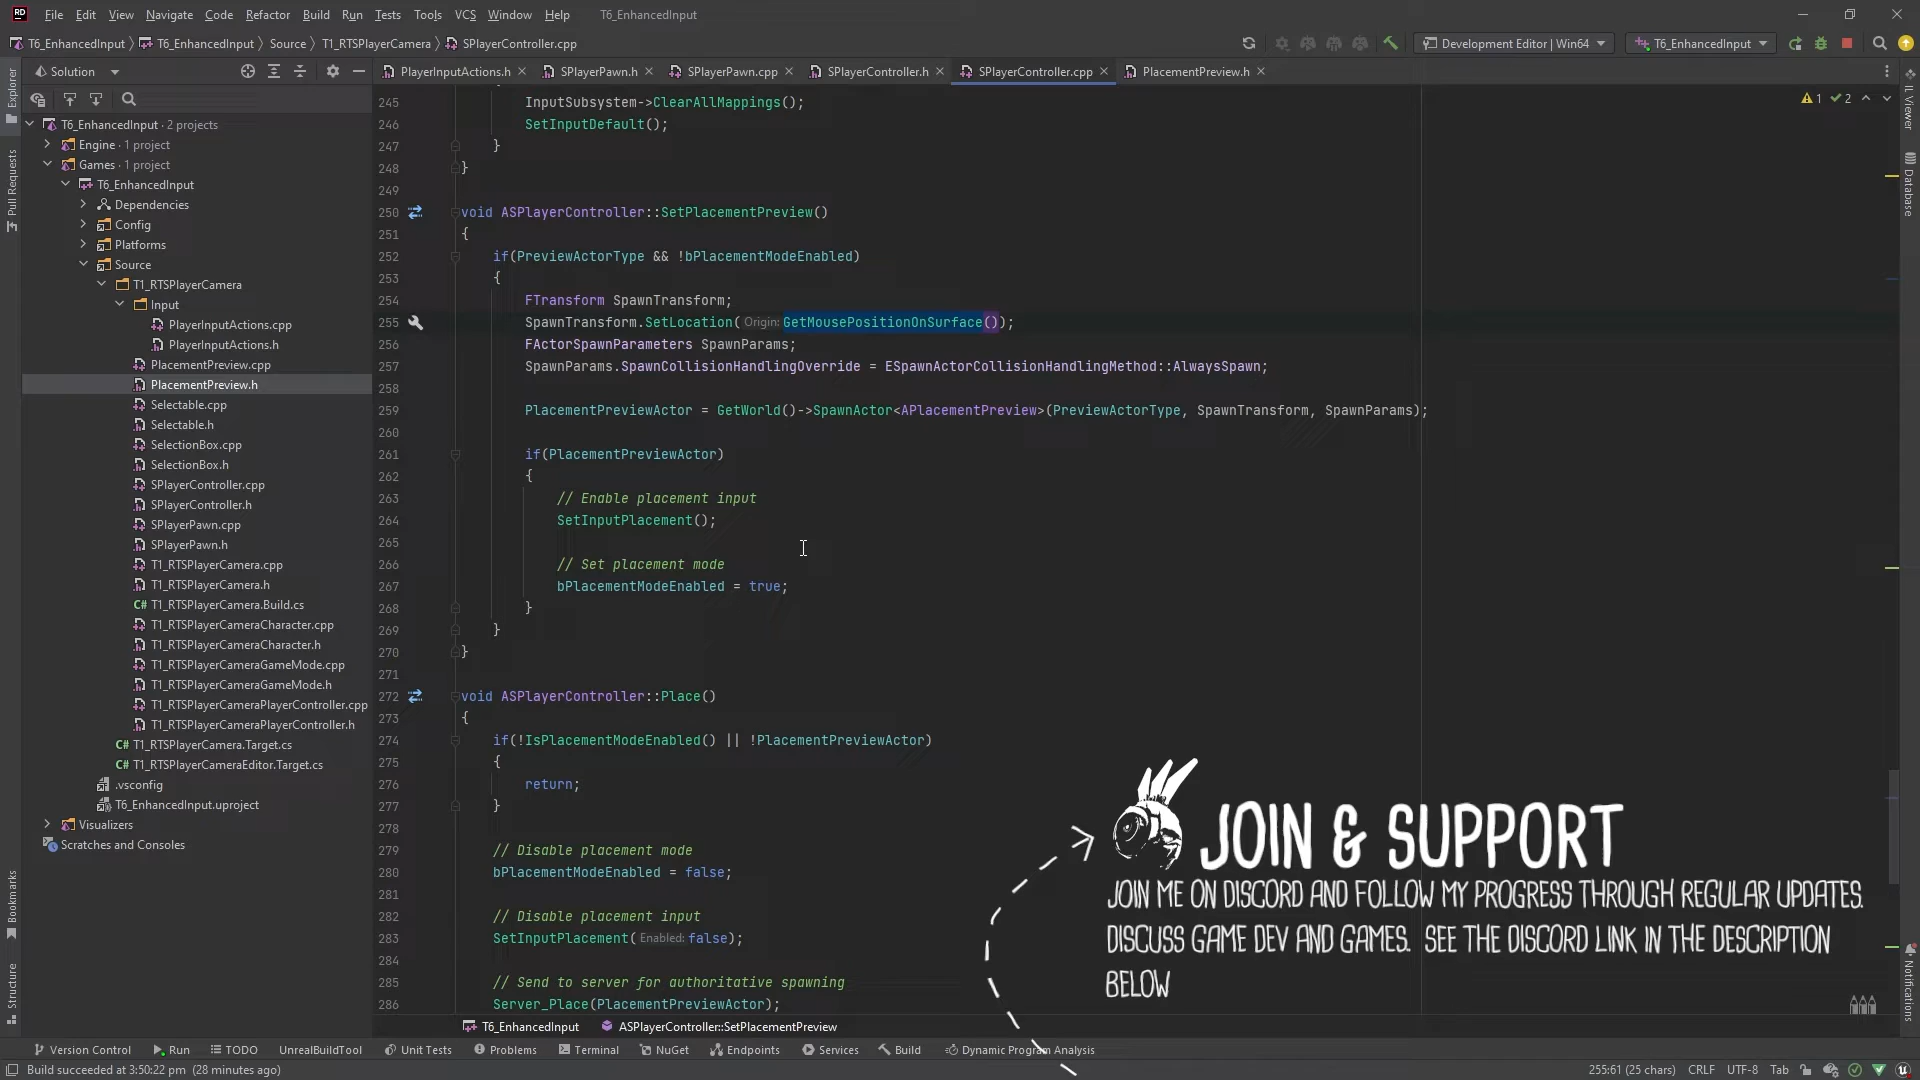 File Edit View Navigate Code Refactor Build Run Tests Tools VCS Window Help T6_EnhancedInput
T6_EnhancedInput T6_EnhancedInput Source T1_RTSPlayerCamera SPlayerController.cpp Development Editor | Win64 T6_EnhancedInput
Solution
PlayerInputActions.h SPlayerPawn.h SPlayerPawn.cpp SPlayerController.h SPlayerController.cpp PlacementPreview.h
Explorer
Pull Requests
Bookmarks
Structure
T6_EnhancedInput · 2 projects
Engine · 1 project
Games · 1 project
T6_EnhancedInput
Dependencies
Config
Platforms
Source
T1_RTSPlayerCamera
Input
PlayerInputActions.cpp
PlayerInputActions.h
PlacementPreview.cpp
PlacementPreview.h
Selectable.cpp
Selectable.h
SelectionBox.cpp
SelectionBox.h
SPlayerController.cpp
SPlayerController.h
SPlayerPawn.cpp
SPlayerPawn.h
T1_RTSPlayerCamera.cpp
T1_RTSPlayerCamera.h
C# T1_RTSPlayerCamera.Build.cs
T1_RTSPlayerCameraCharacter.cpp
T1_RTSPlayerCameraCharacter.h
T1_RTSPlayerCameraGameMode.cpp
T1_RTSPlayerCameraGameMode.h
T1_RTSPlayerCameraPlayerController.cpp
T1_RTSPlayerCameraPlayerController.h
C# T1_RTSPlayerCamera.Target.cs
C# T1_RTSPlayerCameraEditor.Target.cs
.vsconfig
T6_EnhancedInput.uproject
Visualizers
Scratches and Consoles
1 2
245 InputSubsystem->ClearAllMappings();
246 SetInputDefault();
247 }
248 }
249
250 void ASPlayerController::SetPlacementPreview()
251 {
252 if(PreviewActorType && !bPlacementModeEnabled)
253 {
254 FTransform SpawnTransform;
255 SpawnTransform.SetLocation(Origin: GetMousePositionOnSurface());
256 FActorSpawnParameters SpawnParams;
257 SpawnParams.SpawnCollisionHandlingOverride = ESpawnActorCollisionHandlingMethod::AlwaysSpawn;
258
259 PlacementPreviewActor = GetWorld()->SpawnActor<APlacementPreview>(PreviewActorType, SpawnTransform, SpawnParams);
260
261 if(PlacementPreviewActor)
262 {
263 // Enable placement input
264 SetInputPlacement();
265
266 // Set placement mode
267 bPlacementModeEnabled = true;
268 }
269 }
270 }
271
272 void ASPlayerController::Place()
273 {
274 if(!IsPlacementModeEnabled() || !PlacementPreviewActor)
275 {
276 return;
277 }
278
279 // Disable placement mode
280 bPlacementModeEnabled = false;
281
282 // Disable placement input
283 SetInputPlacement(Enabled: false);
284
285 // Send to server for authoritative spawning
286 Server_Place(PlacementPreviewActor);
JOIN & SUPPORT
JOIN ME ON DISCORD AND FOLLOW MY PROGRESS THROUGH REGULAR UPDATES.
DISCUSS GAME DEV AND GAMES. SEE THE DISCORD LINK IN THE DESCRIPTION
BELOW
IL Viewer
Database
Notifications
T6_EnhancedInput ASPlayerController::SetPlacementPreview
Version Control Run TODO UnrealBuildTool Unit Tests Problems Terminal NuGet Endpoints Services Build Dynamic Program Analysis
Build succeeded at 3:50:22 pm (28 minutes ago) 255:61 (25 chars) CRLF UTF-8 Tab